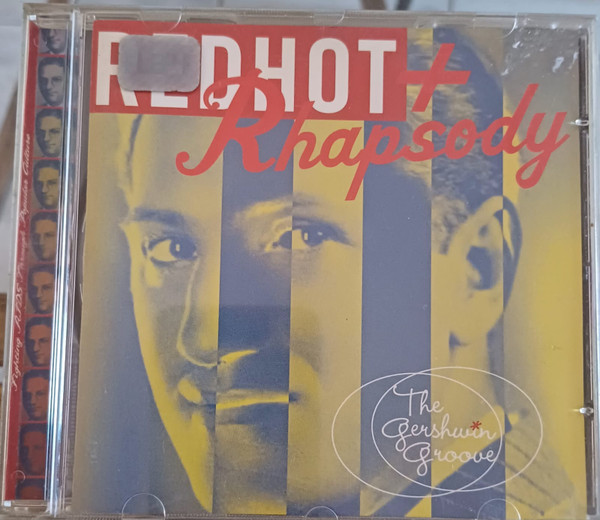 REDHOT +
Rhapsody
The
Gershwin
Groove
Fighting AIDS Through Popular Culture